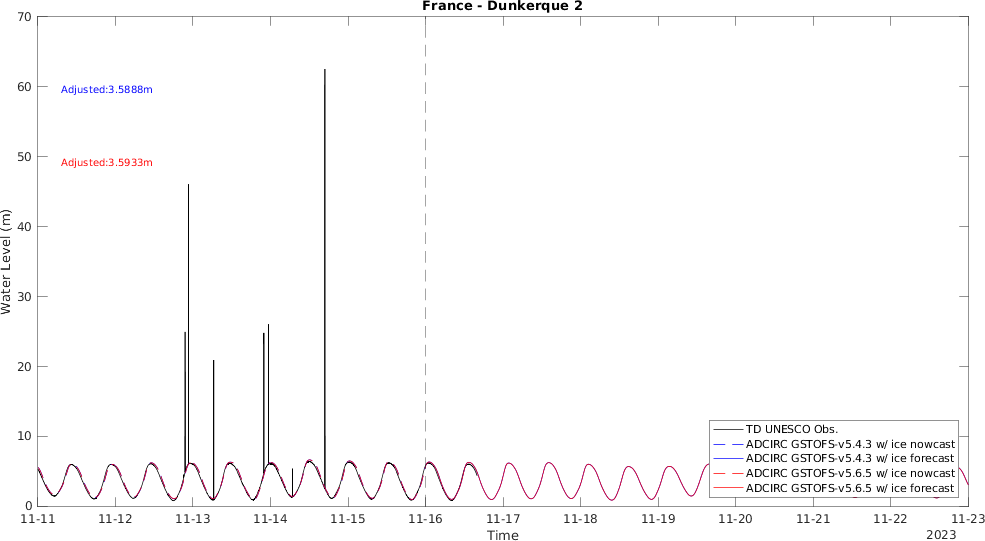 France - Dunkerque 2
70
60
50
40
30
20
10
0
Water Level (m)
Adjusted:3.5888m
Adjusted:3.5933m
TD UNESCO Obs.
ADCIRC GSTOFS-v5.4.3 w/ ice nowcast
ADCIRC GSTOFS-v5.4.3 w/ ice forecast
ADCIRC GSTOFS-v5.6.5 w/ ice nowcast
ADCIRC GSTOFS-v5.6.5 w/ ice forecast
11-11 11-12 11-13 11-14 11-15 11-16 11-17 11-18 11-19 11-20 11-21 11-22 11-23
Time
2023